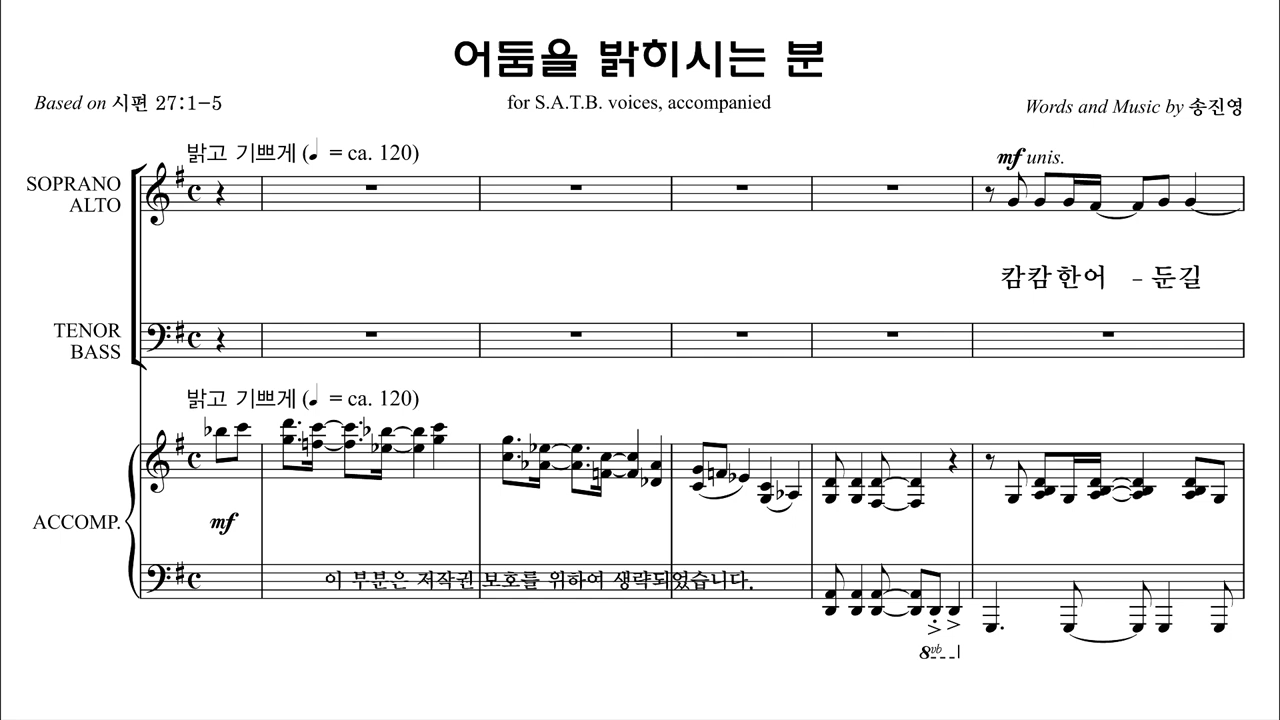 어둠을 밝히시는 분
Based on 시편 27:1-5
for S.A.T.B. voices, accompanied
Words and Music by 송진영
밝고 기쁘게 (♩ = ca. 120)
mf unis.
SOPRANO
ALTO
캄캄한어 - 둔길
TENOR
BASS
밝고 기쁘게 (♩ = ca. 120)
ACCOMP.
mf
이 부분은 저작권 보호를 위하여 생략되었습니다.
8vb